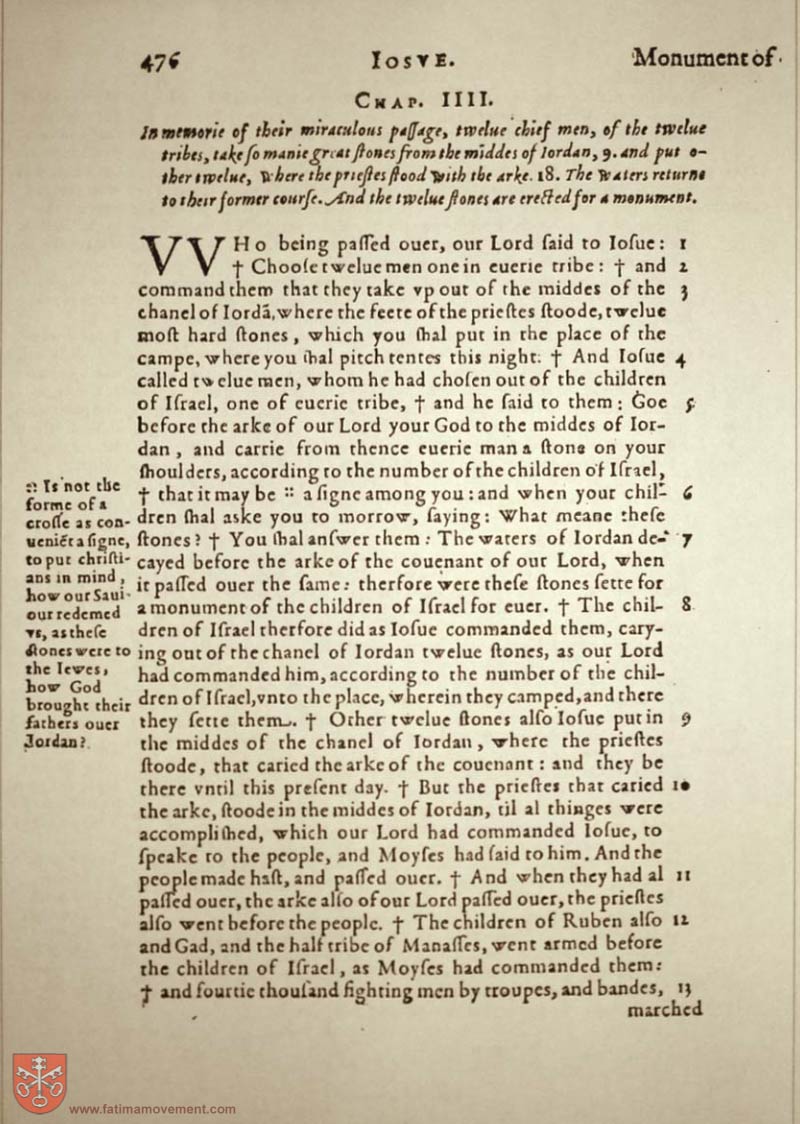 476 IOSVE. Monument of
CHAP. IIII.
In memorie of their miraculous paſſage, twelue chief men, of the twelue
tribes, take ſo manie great ſtones from the middes of Iordan, 9. and put o-
ther twelue, where the prieſtes ſtood with the arke. 18. The waters returne
to their former courſe. And the twelue ſtones are erected for a monument.
VVHo being paſſed ouer, our Lord ſaid to Ioſue: 1
† Chooſe twelue men one in euerie tribe: † and 2
command them that they take vp out of the middes of the 3
chanel of Iordã, where the feete of the prieſtes ſtoode, twelue
moſt hard ſtones, which you ſhal put in the place of the
campe, where you ſhal pitch tentes this night. † And Ioſue 4
called twelue men, whom he had choſen out of the children
of Iſrael, one of euerie tribe, † and he ſaid to them: Goe 5
before the arke of our Lord your God to the middes of Ior-
dan, and carrie from thence euerie man a ſtone on your
ſhoulders, according to the number of the children of Iſrael,
† that it may be :: a ſigne among you: and when your chil- 6
dren ſhal aske you to morrow, ſaying: What meane theſe
ſtones? † You ſhal anſwer them: The waters of Iordan de- 7
cayed before the arke of the couenant of our Lord, when
it paſſed ouer the ſame: therfore were theſe ſtones ſette for
a monument of the children of Iſrael for euer. † The chil- 8
dren of Iſrael therfore did as Ioſue commanded them, cary-
ing out of the chanel of Iordan twelue ſtones, as our Lord
had commanded him, according to the number of the chil-
dren of Iſrael, vnto the place, wherein they camped, and there
they ſette them. † Other twelue ſtones alſo Ioſue put in 9
the middes of the chanel of Iordan, where the prieſtes
ſtoode, that caried the arke of the couenant: and they be
there vntil this preſent day. † But the prieſtes that caried 10
the arke, ſtoode in the middes of Iordan, til al thinges were
accompliſhed, which our Lord had commanded Ioſue, to
ſpeake to the people, and Moyſes had ſaid to him. And the
people made haſt, and paſſed ouer. † And when they had al 11
paſſed ouer, the arke alſo of our Lord paſſed ouer, the prieſtes
alſo went before the people. † The children of Ruben alſo 12
and Gad, and the half tribe of Manaſſes, went armed before
the children of Iſrael, as Moyſes had commanded them:
† and fourtie thouſand fighting men by troupes, and bandes, 13
marched
:: Is not the
forme of a
croſſe as con-
ueniẽt a ſigne,
to put chriſti-
ans in mind,
how our Saui-
our redemed
vs, as theſe
ſtones were to
the Iewes,
how God
brought their
fathers ouer
Iordan?
www.fatimamovement.com